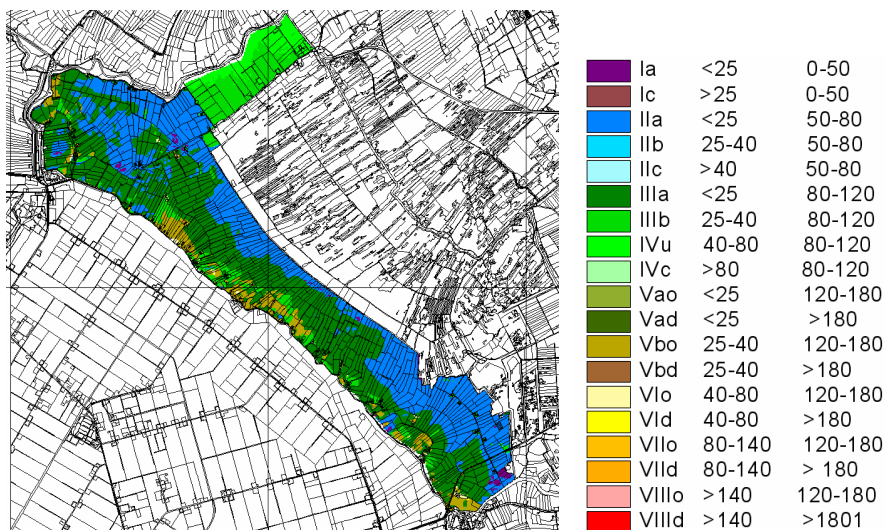 Ia <25 0-50
Ic >25 0-50
IIa <25 50-80
IIb 25-40 50-80
IIc >40 50-80
IIIa <25 80-120
IIIb 25-40 80-120
IVu 40-80 80-120
IVc >80 80-120
Vao <25 120-180
Vad <25 >180
Vbo 25-40 120-180
Vbd 25-40 >180
VIo 40-80 120-180
VId 40-80 >180
VIIo 80-140 120-180
VIId 80-140 > 180
VIIIo >140 120-180
VIIId >140 >1801